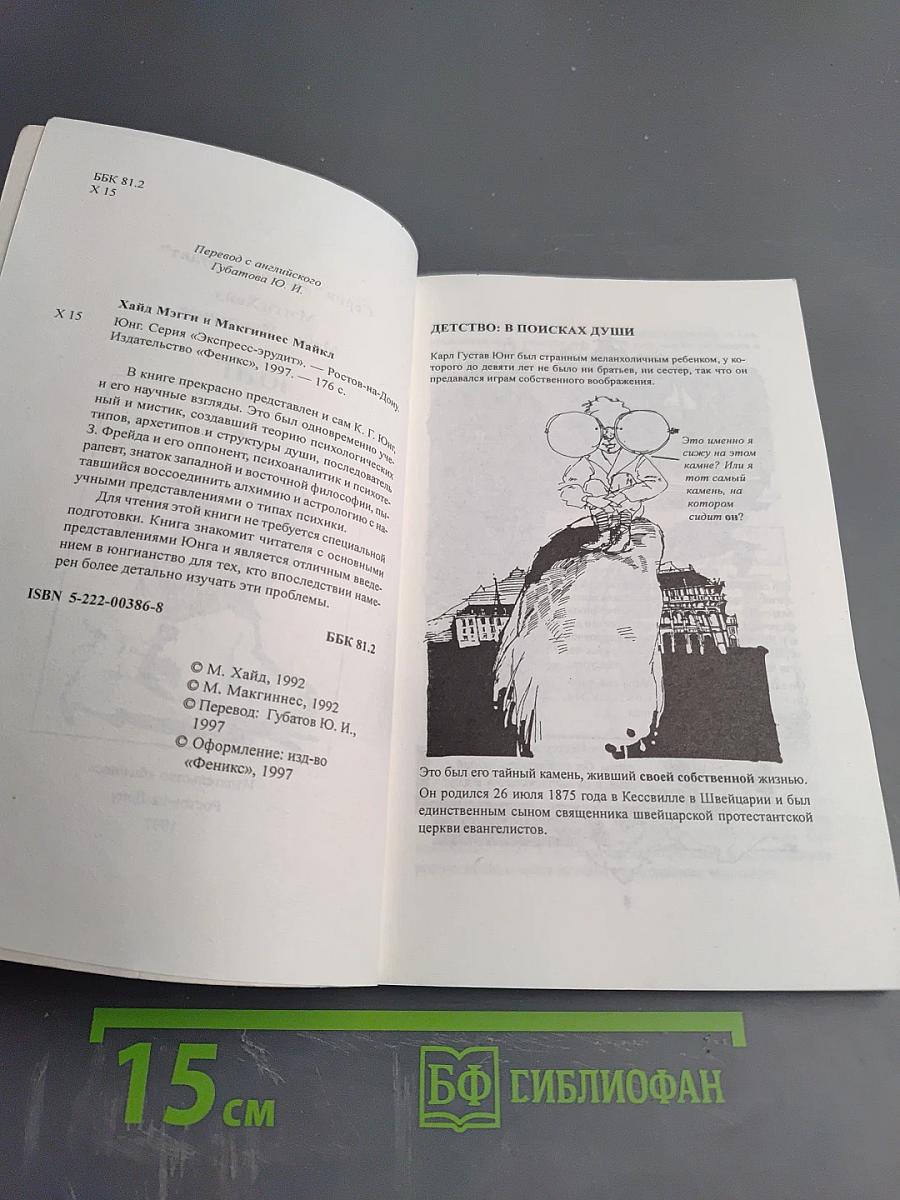 ББК 81.2
Х 15
Перевод с английского
Губатова Ю. И.
Хайд Мэгги и Макгиннес Майкл
Х 15
Юнг. Серия «Экспресс-эрудит». — Ростов-на-Дону.
Издательство «Феникс», 1997. — 176 с.
В книге прекрасно представлен и сам К. Г. Юнг,
и его научные взгляды. Это был одновременно уче-
ный и мистик, создавший теорию психологических
типов, архетипов и структуры души, последователь
З. Фрейда и его оппонент, психоаналитик и психоте-
рапевт, знаток западной и восточной философии, пы-
тавшийся воссоединить алхимию и астрологию с на-
учными представлениями о типах психики.
Для чтения этой книги не требуется специальной
подготовки. Книга знакомит читателя с основными
представлениями Юнга и является отличным введе-
нием в юнгианство для тех, кто впоследствии наме-
рен более детально изучать эти проблемы.
ISBN 5-222-00386-8
ББК 81.2
© М. Хайд, 1992
© М. Макгиннес, 1992
© Перевод: Губатов Ю. И.,
1997
© Оформление: изд-во
«Феникс», 1997
ДЕТСТВО: В ПОИСКАХ ДУШИ
Карл Густав Юнг был странным меланхоличным ребенком, у ко-
торого до девяти лет не было ни братьев, ни сестер, так что он
предавался играм собственного воображения.
Это именно я
сижу на этом
камне? Или я
тот самый
камень, на
котором
сидит он?
Это был его тайный камень, живший своей собственной жизнью.
Он родился 26 июля 1875 года в Кессвилле в Швейцарии и был
единственным сыном священника швейцарской протестантской
церкви евангелистов.
15 см
БФ БИБЛИОФАН